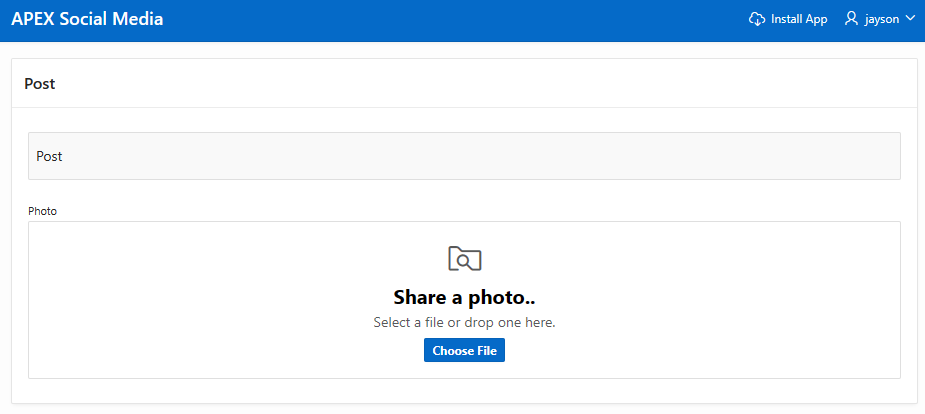 APEX Social Media
Install App
jayson
Post
Post
Photo
Share a photo..
Select a file or drop one here.
Choose File